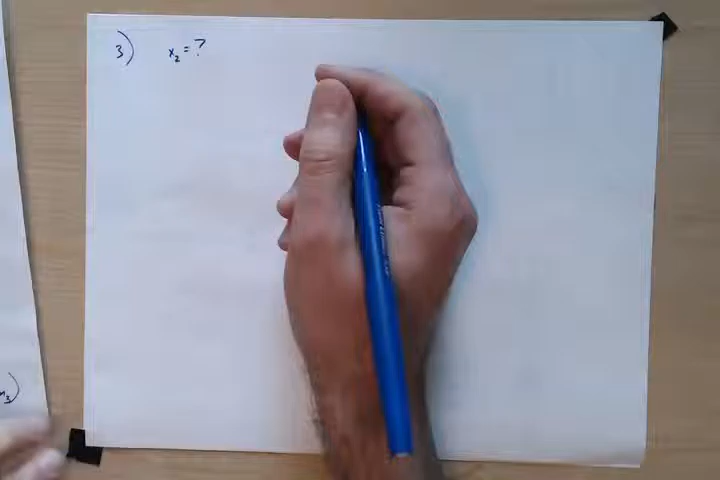 3) x₂ = ?